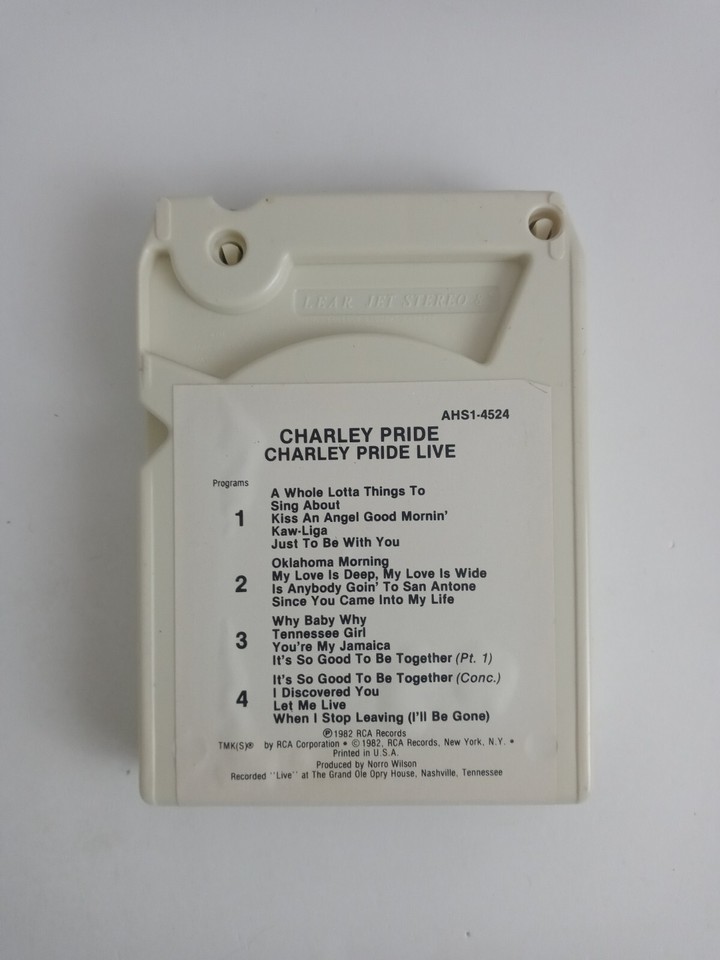 LEAR JET STEREO 8
AHS1-4524
CHARLEY PRIDE
CHARLEY PRIDE LIVE
Programs
1
A Whole Lotta Things To
Sing About
Kiss An Angel Good Mornin'
Kaw-Liga
Just To Be With You
2
Oklahoma Morning
My Love Is Deep, My Love Is Wide
Is Anybody Goin' To San Antone
Since You Came Into My Life
3
Why Baby Why
Tennessee Girl
You're My Jamaica
It's So Good To Be Together (Pt. 1)
4
It's So Good To Be Together (Conc.)
I Discovered You
Let Me Live
When I Stop Leaving (I'll Be Gone)
℗ 1982 RCA Records
TMK(S)® by RCA Corporation • © 1982, RCA Records, New York, N.Y. •
Printed in U.S.A.
Produced by Norro Wilson
Recorded "Live" at The Grand Ole Opry House, Nashville, Tennessee